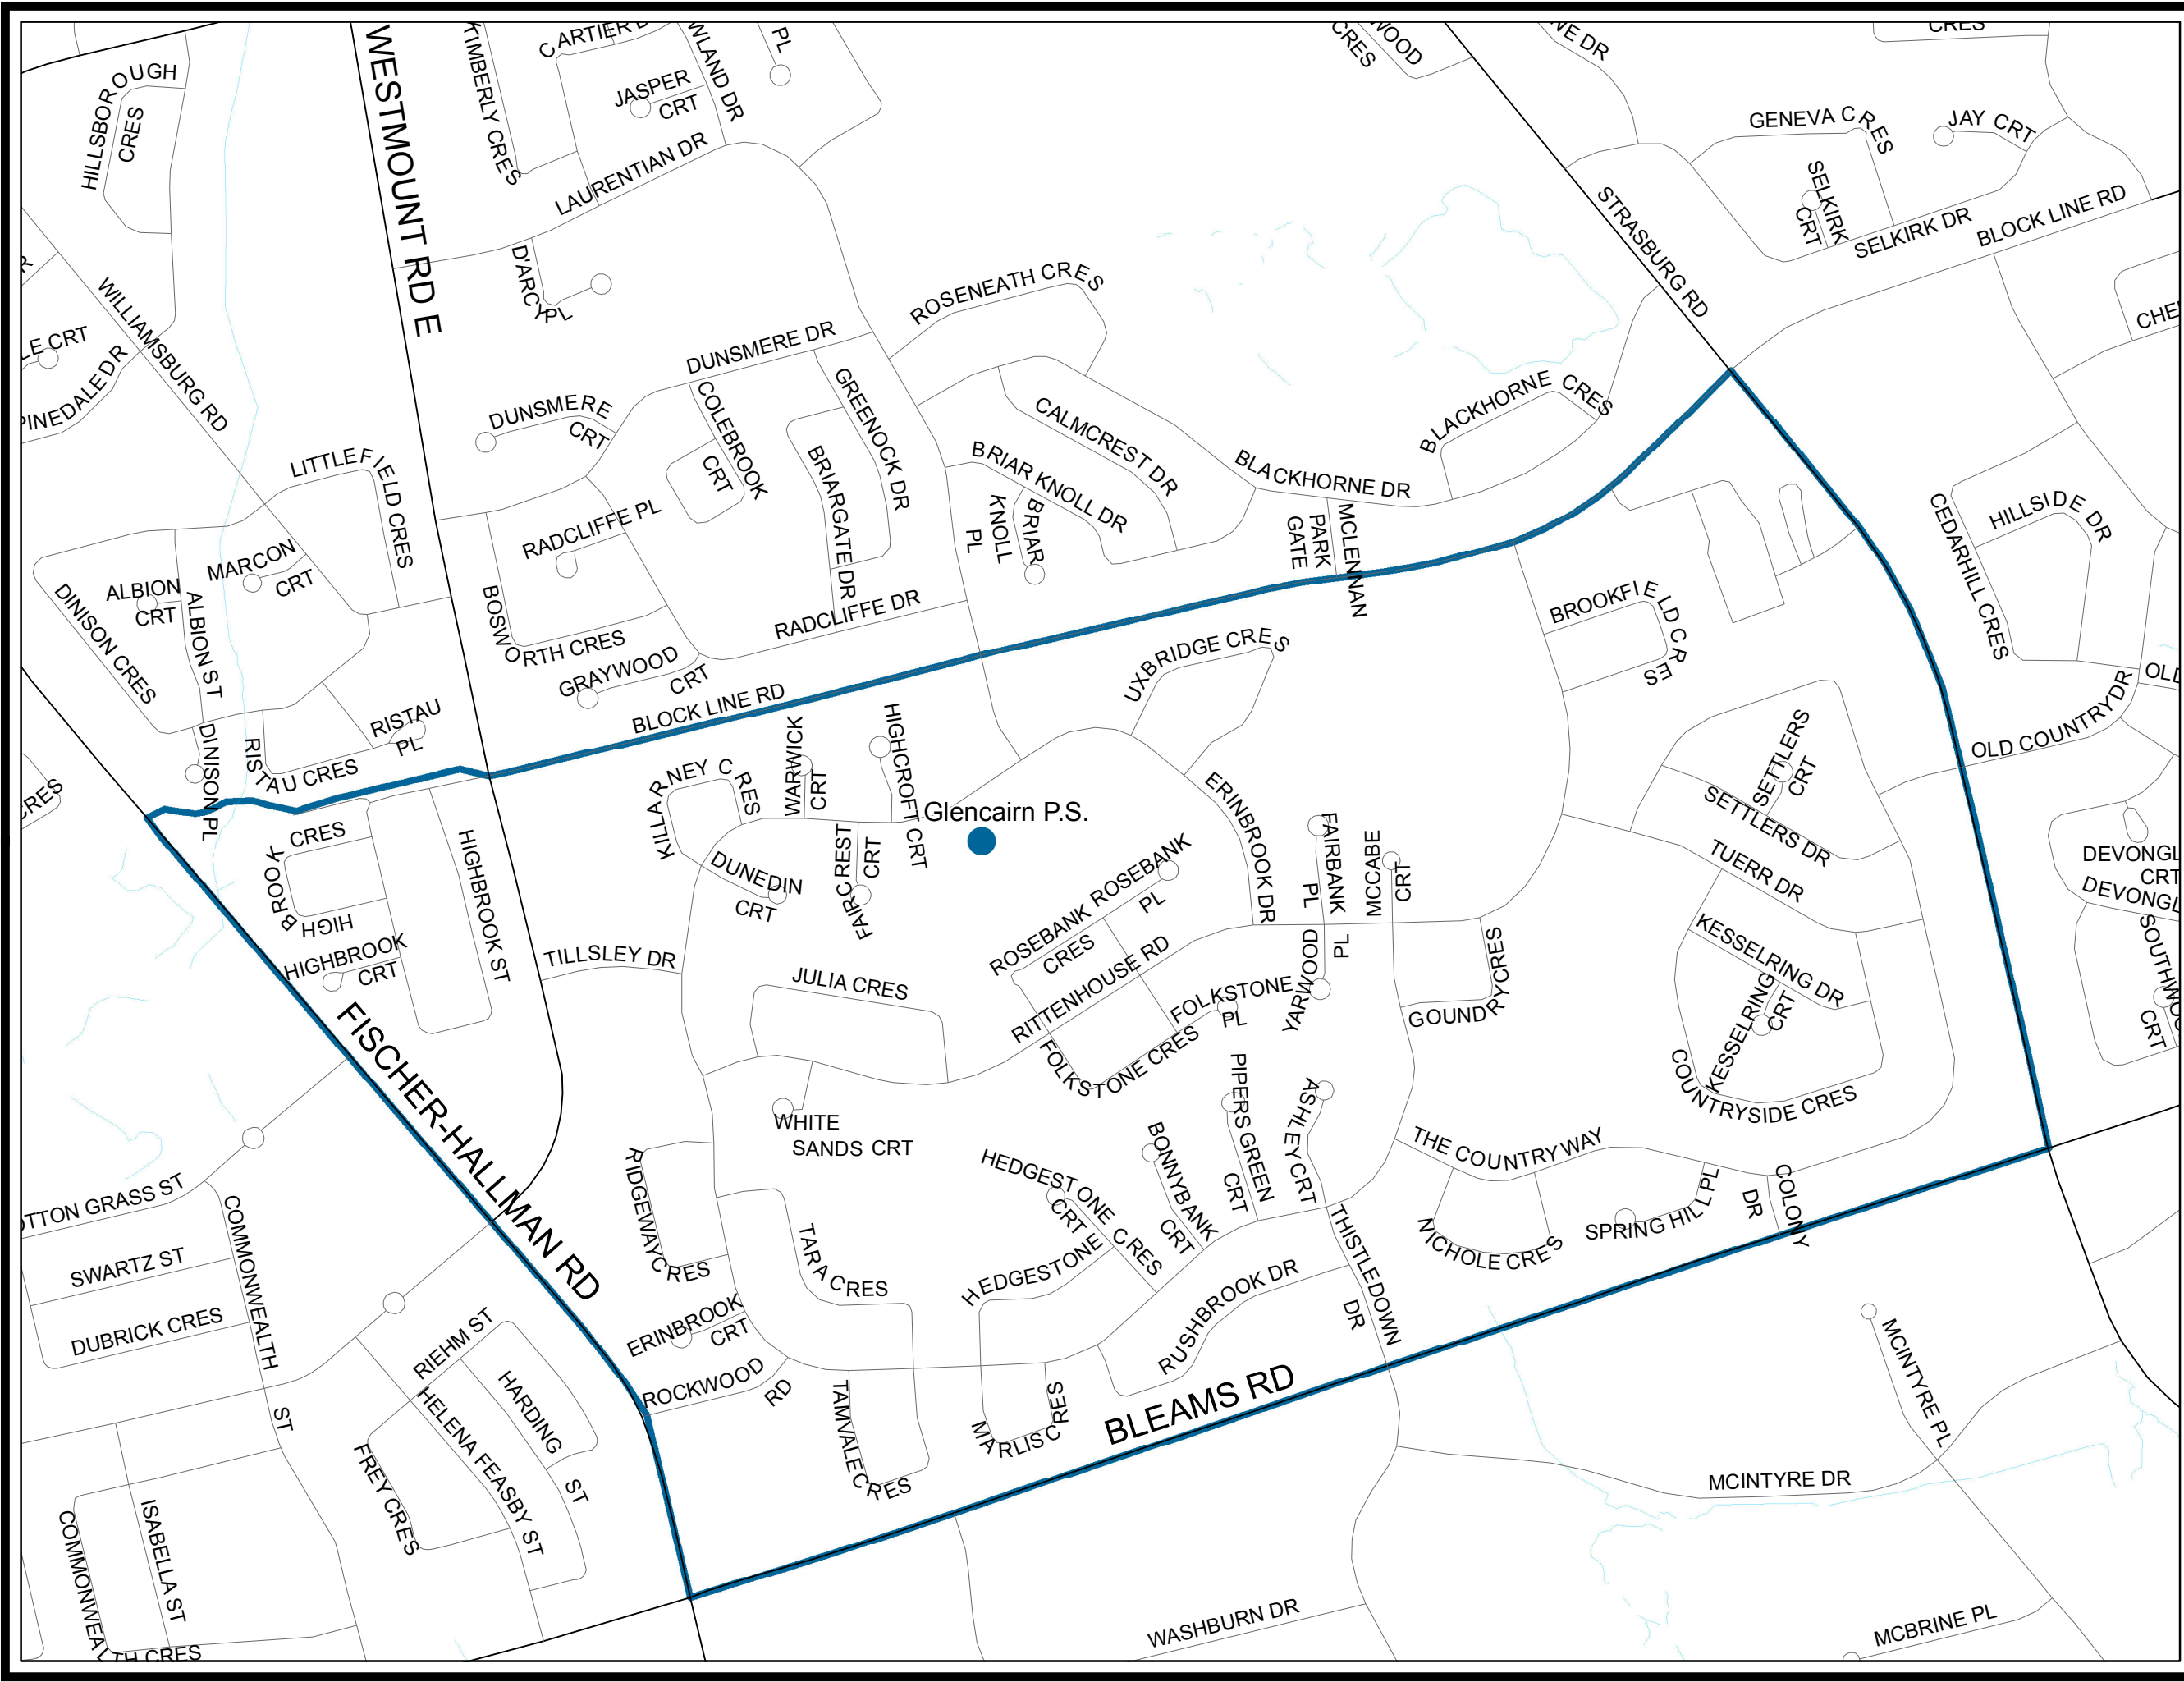 HILLSBOROUGH
CRES
WESTMOUNT RD E
TIMBERLY CRES
JASPER
CRT
PL
LAURENTIAN DR
D'ARCY
PL
CRES
GENEVA CRES
JAY CRT
SELKIRK
CRT
SELKIRK DR
BLOCK LINE RD
STRASBURG RD
WILLIAMSBURG RD
ROSENEATH CRES
DUNSMERE DR
DUNSMERE
CRT
COLEBROOK
CRT
GREENOCK DR
BRIARGATE DR
CALMCREST DR
BRIAR KNOLL DR
BRIAR
KNOLL
PL
BLACKHORNE DR
BLACKHORNE CRES
MCLENNAN
PARK
GATE
LITTLEFIELD CRES
MARCON
CRT
ALBION
CRT
ALBION ST
DINISON CRES
DINISON PL
RISTAU
PL
RISTAU CRES
RADCLIFFE PL
BOSWORTH CRES
GRAYWOOD
CRT
RADCLIFFE DR
BLOCK LINE RD
UXBRIDGE CRES
BROOKFIELD CRES
CEDARHILL CRES
HILLSIDE DR
OLD COUNTRY DR
SETTLERS
CRT
SETTLERS DR
TUERR DR
KESSELRING DR
KESSELRING
CRT
COUNTRYSIDE CRES
KILLARNEY CRES
WARWICK
CRT
HIGHCROFT CRT
FAIRCREST
CRT
DUNEDIN
CRT
Glencairn P.S.
ERINBROOK DR
FAIRBANK
PL
MCCABE
CRT
ROSEBANK
PL
ROSEBANK
CRES
RITTENHOUSE RD
FOLKSTONE
PL
FOLKSTONE CRES
YARWOOD
PL
GOUNDRY CRES
HIGHBROOK
CRES
HIGHBROOK
CRT
HIGHBROOK ST
TILLSLEY DR
JULIA CRES
FISCHER-HALLMAN RD
WHITE
SANDS CRT
PIPERS GREEN
CRT
ASHLEY CRT
BONNYBANK
CRT
HEDGESTONE
CRT
HEDGESTONE CRES
RIDGEWAY CRES
TARA CRES
ERINBROOK
CRT
ROCKWOOD
RD
TAMVALE CRES
MARLIS CRES
RUSHBROOK DR
THISTLEDOWN
DR
THE COUNTRY WAY
NICHOLE CRES
SPRING HILL PL
COLONY
DR
BLEAMS RD
SWARTZ ST
DUBRICK CRES
COMMONWEALTH
ST
RIEHM ST
HARDING
ST
HELENA FEASBY ST
FREY CRES
ISABELLA ST
COMMONWEALTH CRES
MCINTYRE PL
MCINTYRE DR
WASHBURN DR
MCBRINE PL